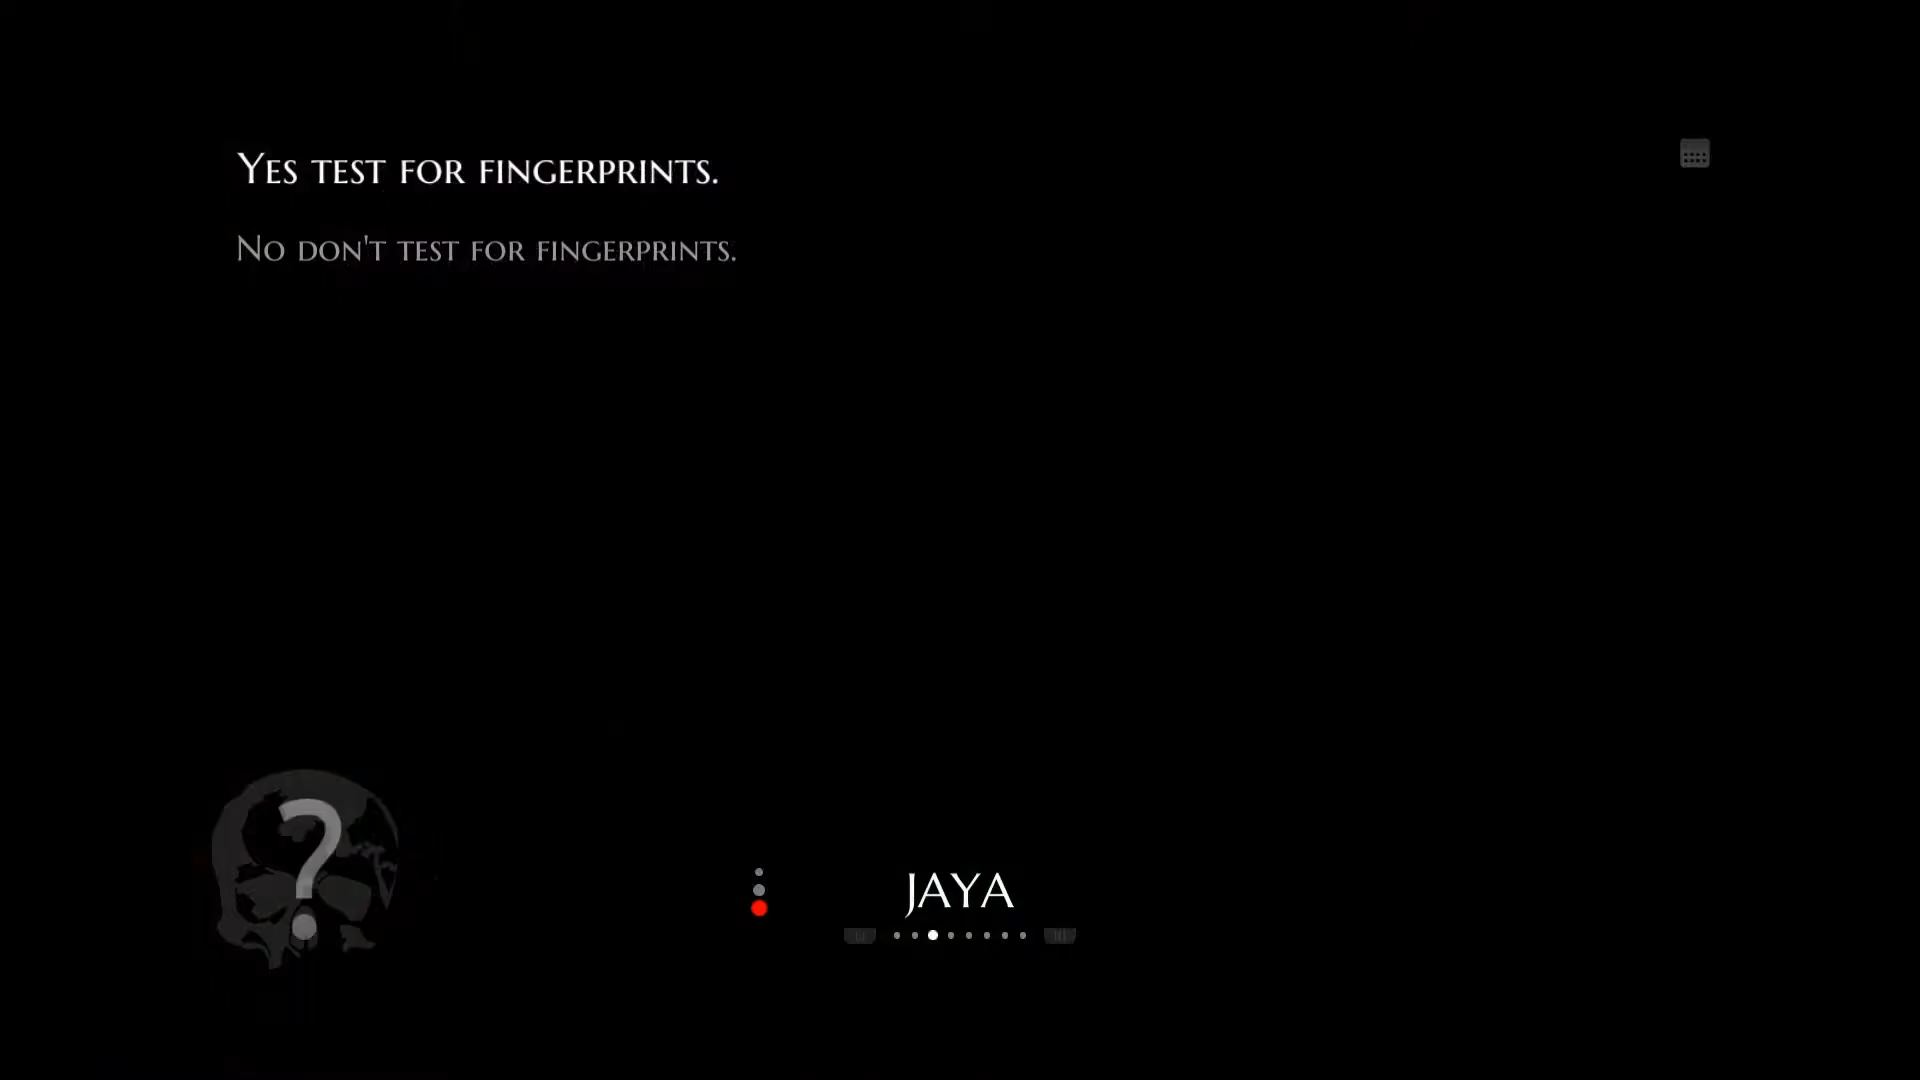 Yes test for fingerprints.
No don't test for fingerprints.
?
JAYA